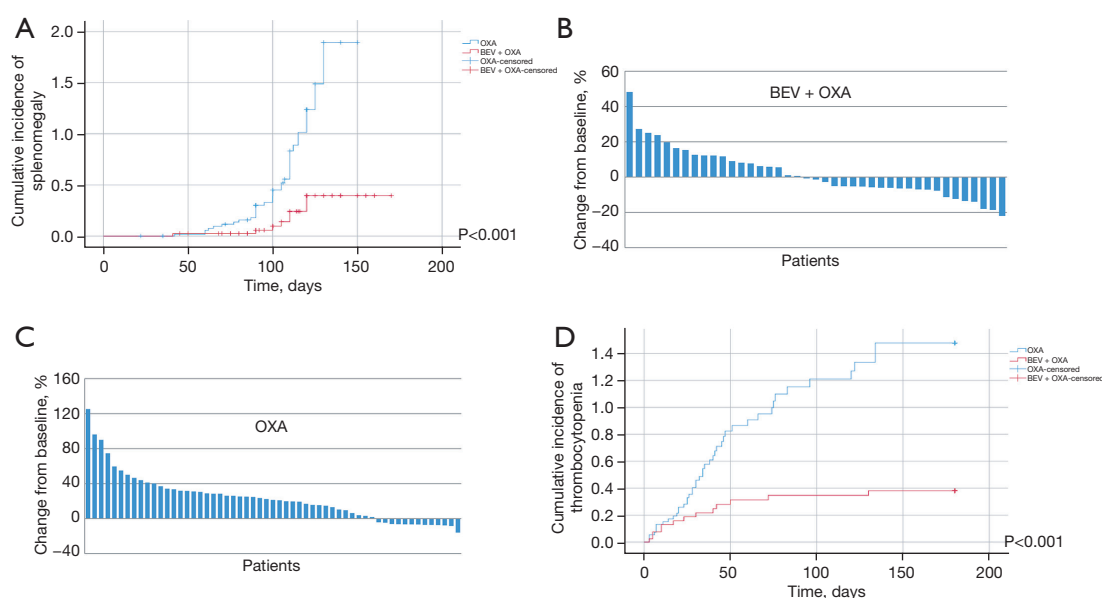 A
Cumulative incidence of
splenomegaly
2.0
1.5
1.0
0.5
0.0
0 50 100 150 200
Time, days
P<0.001
OXA
BEV + OXA
OXA-censored
BEV + OXA-censored
B
Change from baseline, %
60
40
20
0
−20
−40
BEV + OXA
Patients
C
Change from baseline, %
160
120
80
40
0
−40
OXA
Patients
D
Cumulative incidence of
thrombocytopenia
1.4
1.2
1.0
0.8
0.6
0.4
0.2
0.0
0 50 100 150 200
Time, days
P<0.001
OXA
BEV + OXA
OXA-censored
BEV + OXA-censored